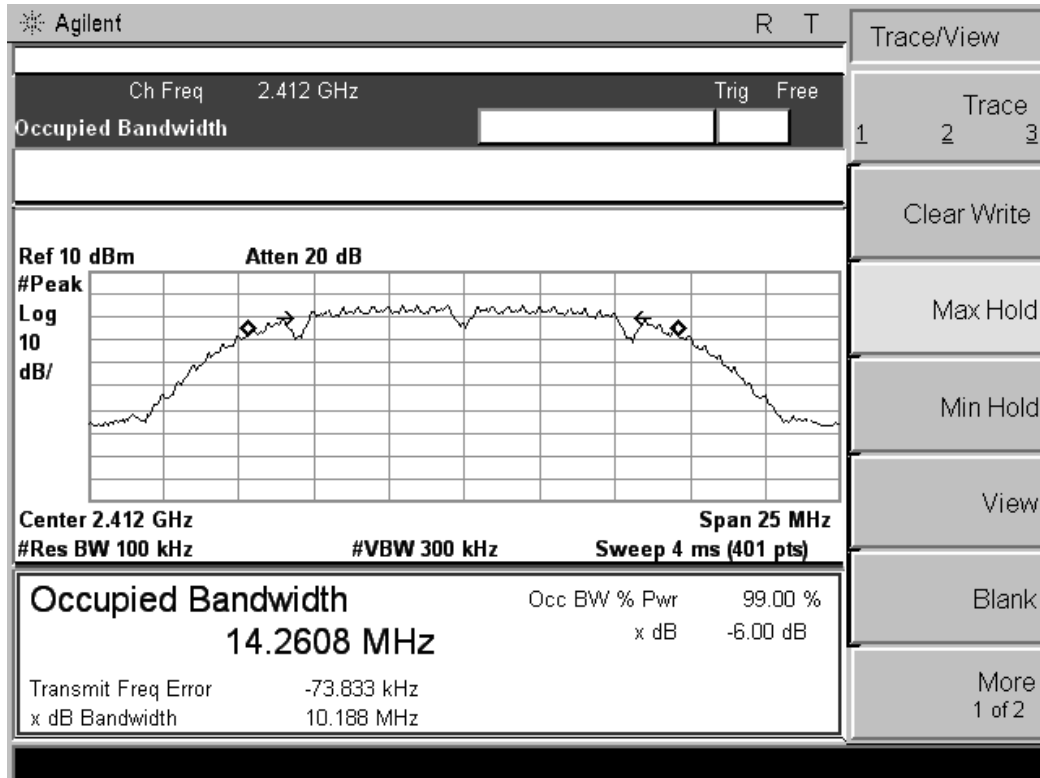 Agilent
R T
Ch Freq 2.412 GHz
Trig Free
Occupied Bandwidth
Ref 10 dBm
Atten 20 dB
#Peak
Log
10
dB/
Center 2.412 GHz
Span 25 MHz
#Res BW 100 kHz
#VBW 300 kHz
Sweep 4 ms (401 pts)
Occupied Bandwidth
14.2608 MHz
Occ BW % Pwr 99.00 %
x dB -6.00 dB
Transmit Freq Error -73.833 kHz
x dB Bandwidth 10.188 MHz
Trace/View
Trace
1 2 3
Clear Write
Max Hold
Min Hold
View
Blank
More
1 of 2